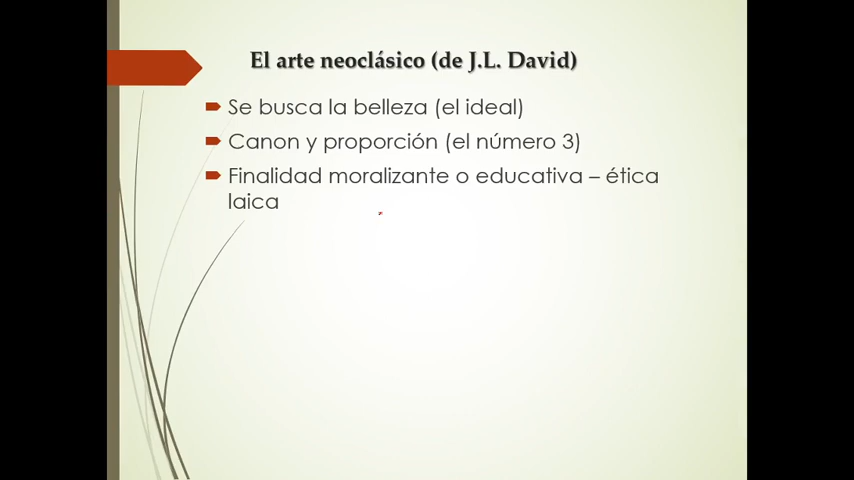 El arte neoclásico (de J.L. David)
Se busca la belleza (el ideal)
Canon y proporción (el número 3)
Finalidad moralizante o educativa – ética
laica